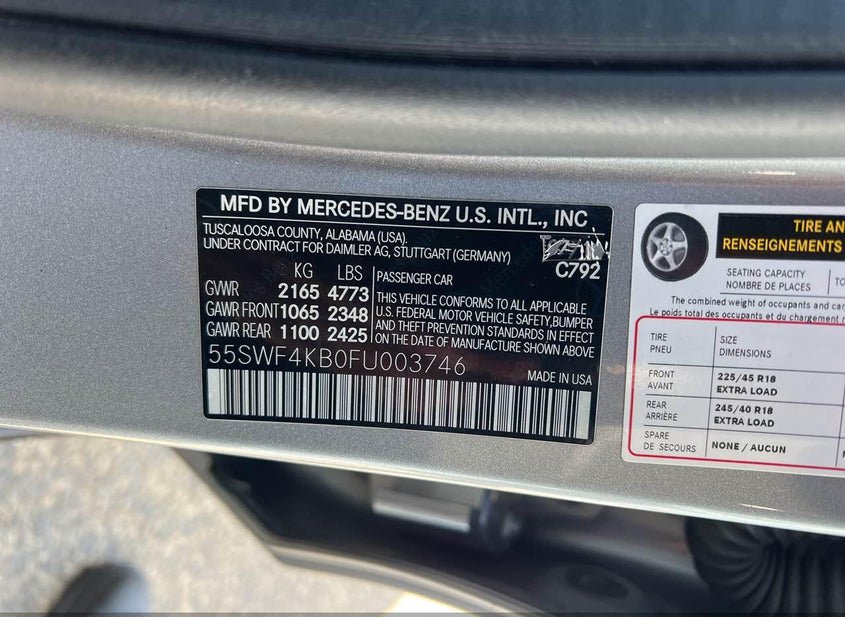 MFD BY MERCEDES-BENZ U.S. INTL., INC
TUSCALOOSA COUNTY, ALABAMA (USA).
UNDER CONTRACT FOR DAIMLER AG, STUTTGART (GERMANY)
C792
KG LBS
GWR 2165 4773
GAWR FRONT 1065 2348
GAWR REAR 1100 2425
PASSENGER CAR
THIS VEHICLE CONFORMS TO ALL APPLICABLE
U.S. FEDERAL MOTOR VEHICLE SAFETY,BUMPER
AND THEFT PREVENTION STANDARDS IN EFFECT
ON THE DATE OF MANUFACTURE SHOWN ABOVE.
55SWF4KB0FU003746
MADE IN USA
TIRE AN
RENSEIGNEMENTS
SEATING CAPACITY
NOMBRE DE PLACES
TO
The combined weight of occupants and car
Le poids total des occupants et du chargement
TIRE
PNEU
SIZE
DIMENSIONS
FRONT
AVANT
225/45 R18
EXTRA LOAD
REAR
ARRIÈRE
245/40 R18
EXTRA LOAD
SPARE
DE SECOURS
NONE / AUCUN